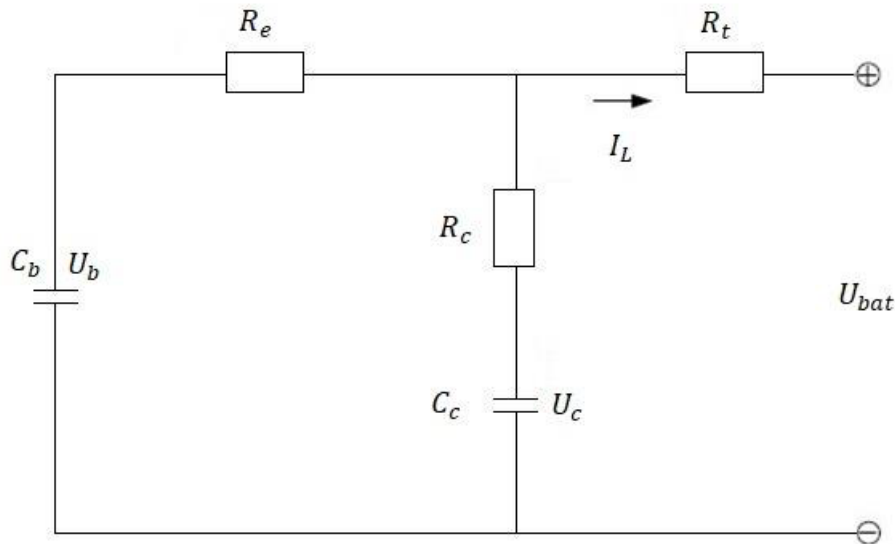 R_e
R_t
I_L
R_c
C_b U_b
U_bat
C_c U_c